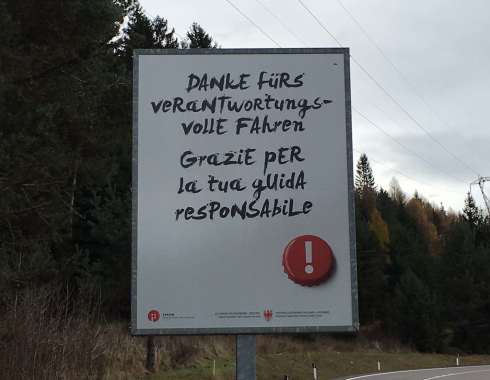 DANKE fÜRS
verANTwortungs-
voLLE FAhren
GraziE pER
la tua gUidA
resPoNSAbiLe
!